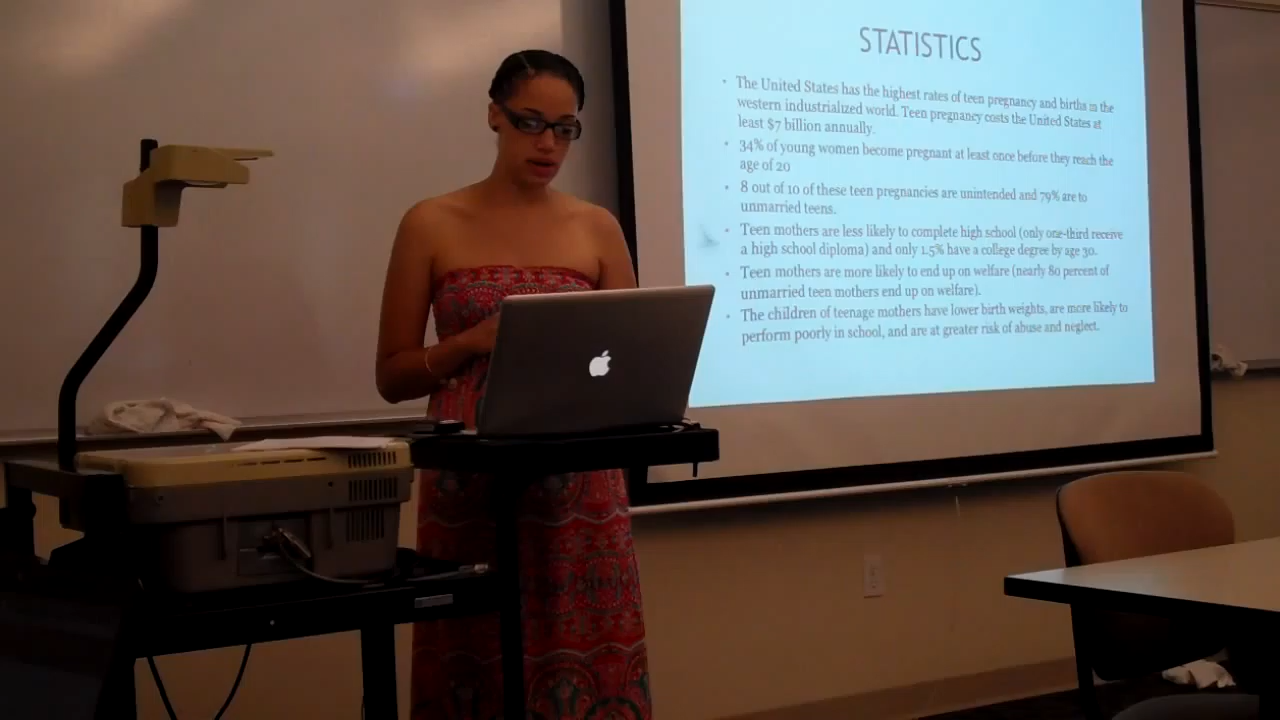 STATISTICS
• The United States has the highest rates of teen pregnancy and births in the
western industrialized world. Teen pregnancy costs the United States at
least $7 billion annually.
• 34% of young women become pregnant at least once before they reach the
age of 20
• 8 out of 10 of these teen pregnancies are unintended and 79% are to
unmarried teens.
• Teen mothers are less likely to complete high school (only one-third receive
a high school diploma) and only 1.5% have a college degree by age 30.
• Teen mothers are more likely to end up on welfare (nearly 80 percent of
unmarried teen mothers end up on welfare).
• The children of teenage mothers have lower birth weights, are more likely to
perform poorly in school, and are at greater risk of abuse and neglect.